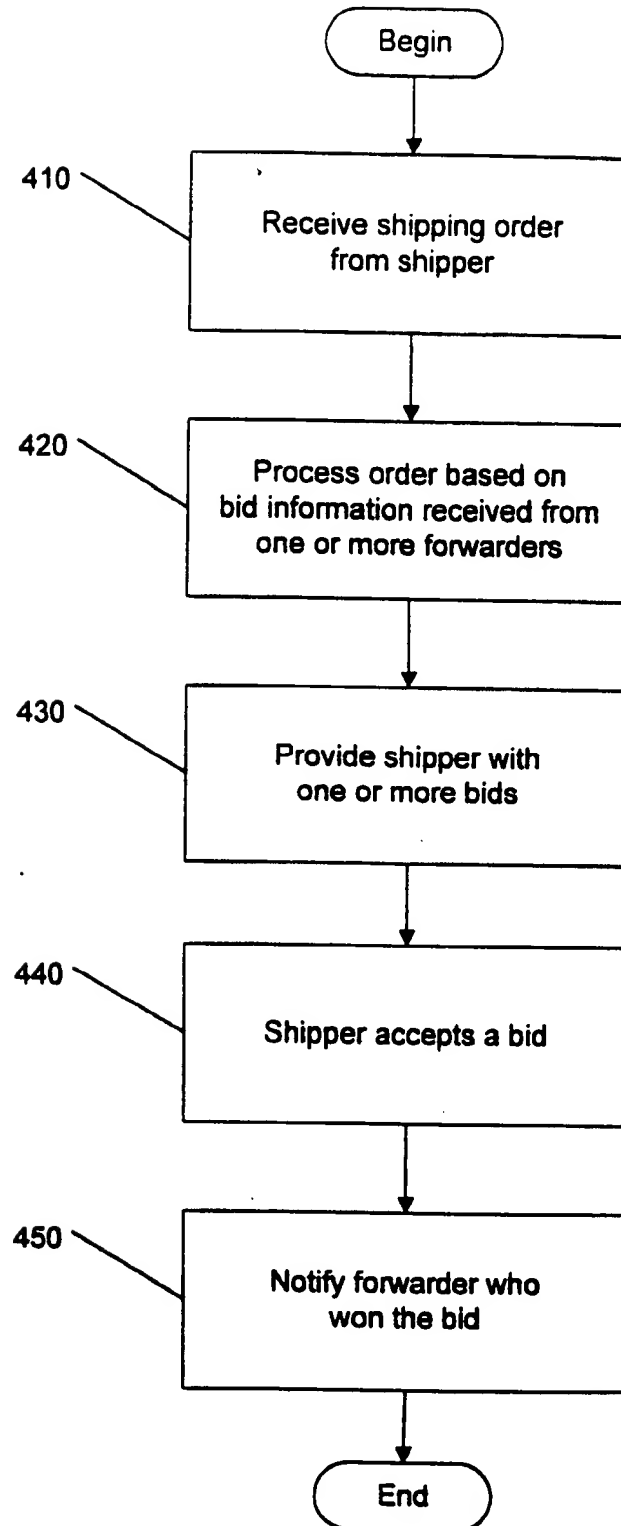 Begin
410
Receive shipping order
from shipper
420
Process order based on
bid information received from
one or more forwarders
430
Provide shipper with
one or more bids
440
Shipper accepts a bid
450
Notify forwarder who
won the bid
End